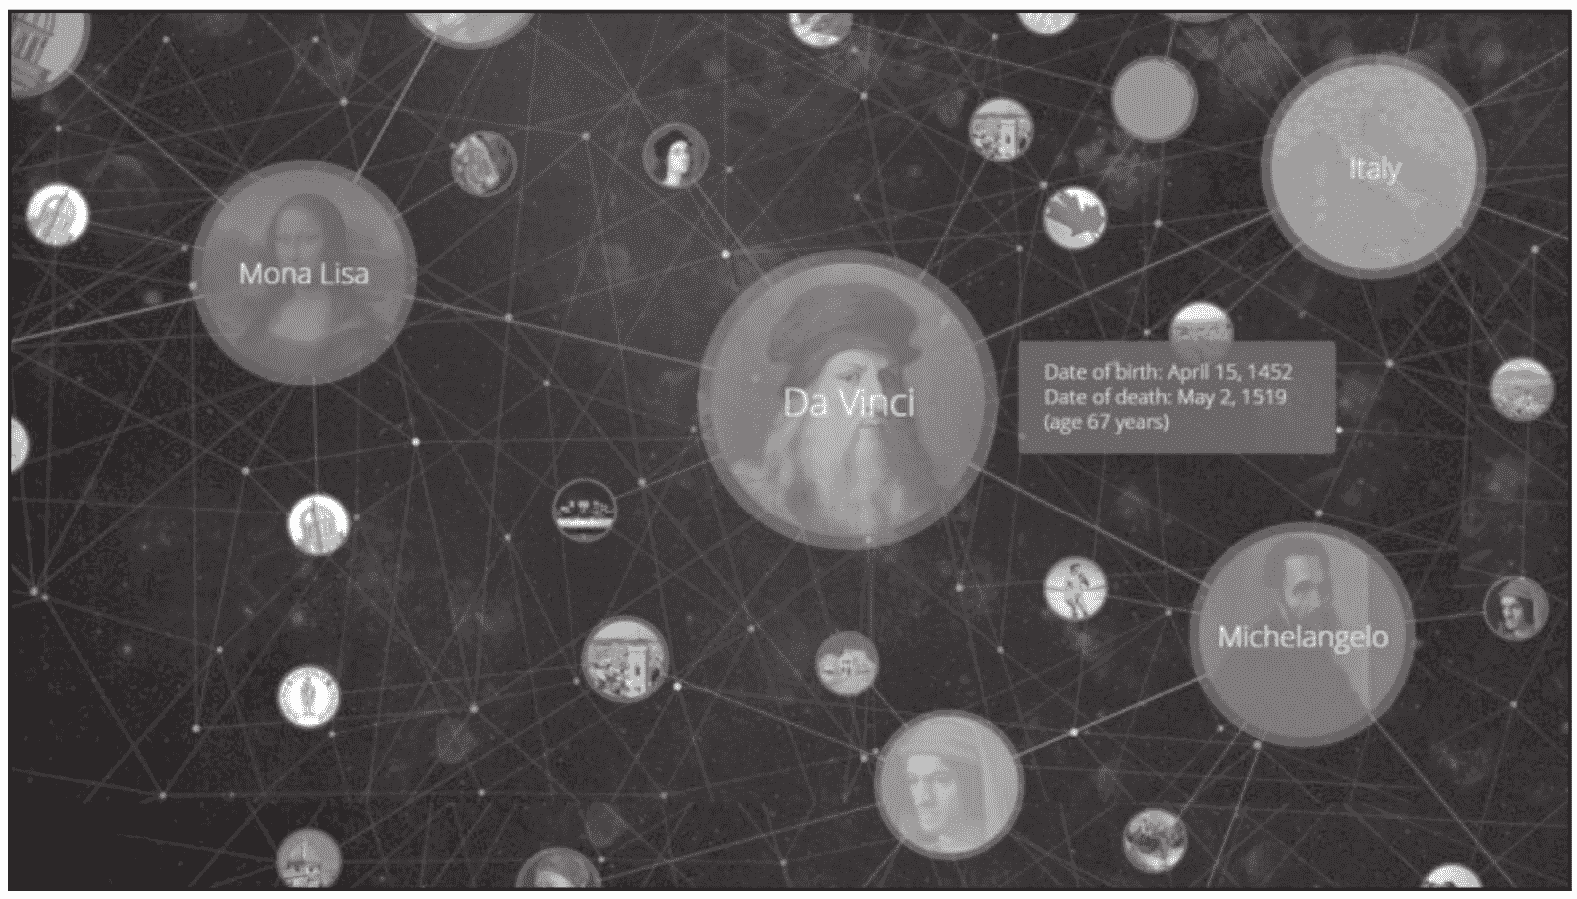 Italy
Mona Lisa
Da Vinci
Date of birth: April 15, 1452
Date of death: May 2, 1519
(age 67 years)
Michelangelo